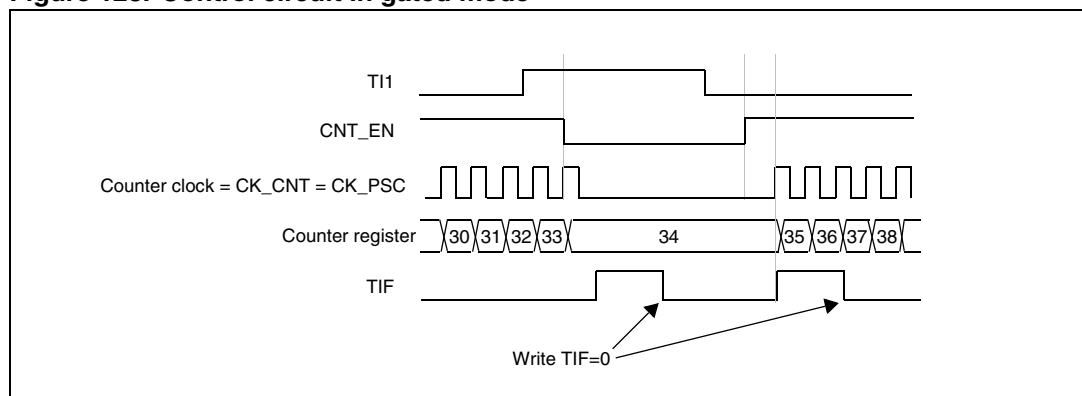 Figure Control circuit in gated mode
TI1
CNT_EN
Counter clock = CK_CNT = CK_PSC
Counter register 30 31 32 33 34 35 36 37 38
TIF
Write TIF=0